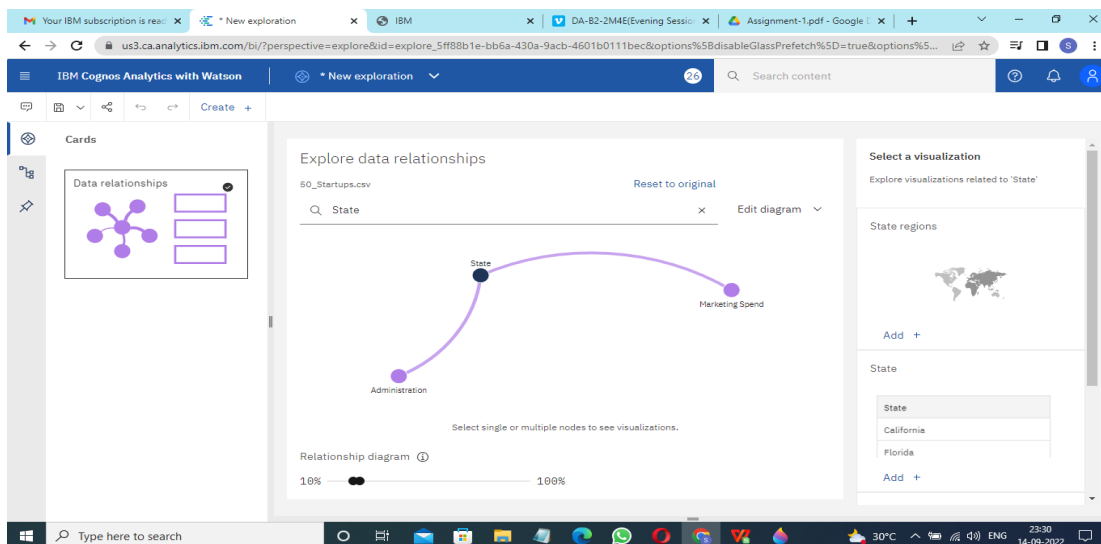 Your IBM subscription is read
* New exploration
IBM
DA-B2-2M4E(Evening Session
Assignment-1.pdf - Google D
us3.ca.analytics.ibm.com/bi/?perspective=explore&id=explore_5ff88b1e-bb6a-430a-9acb-4601b0111bec&options%5BdisableGlassPrefetch%5D=true&options%5...
S
IBM Cognos Analytics with Watson
* New exploration
26
Search content
Create +
Cards
Data relationships
Explore data relationships
50_Startups.csv
Reset to original
State
Edit diagram
State
Marketing Spend
Administration
Select single or multiple nodes to see visualizations.
Relationship diagram
10%
100%
Select a visualization
Explore visualizations related to 'State'
State regions
Add +
State
State
California
Florida
Add +
Type here to search
30°C
ENG
23:30
14-09-2022